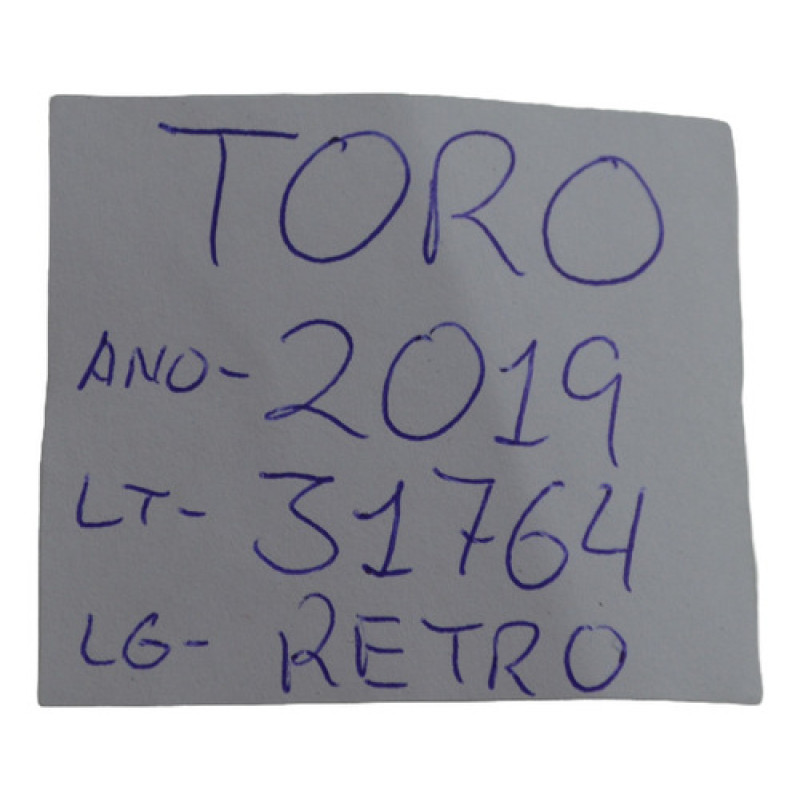 TORO
ANO- 2019
LT- 31764
LG- RETRO